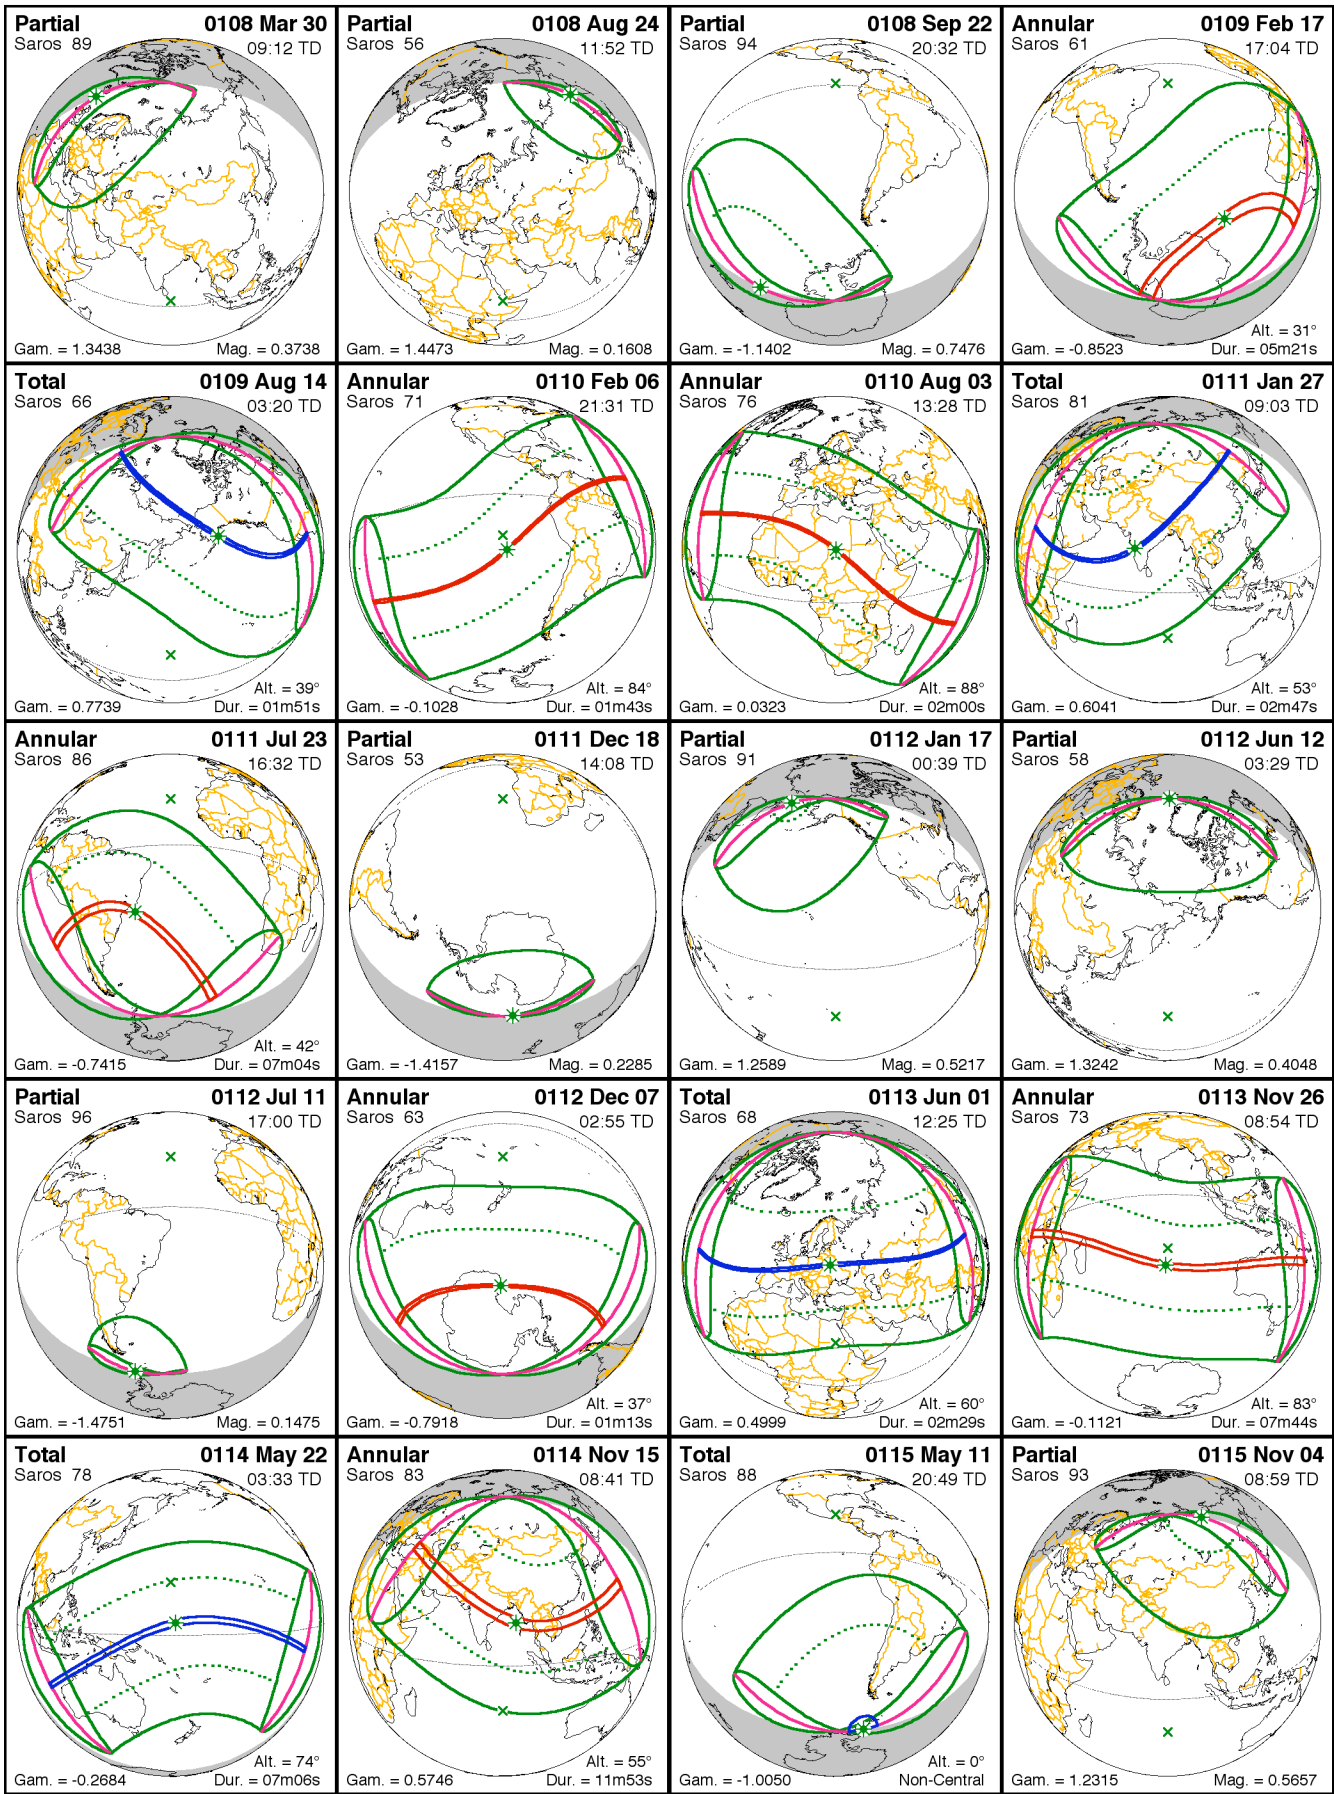 Partial 0108 Mar 30
Saros 89 09:12 TD
Gam. = 1.3438 Mag. = 0.3738
Partial 0108 Aug 24
Saros 56 11:52 TD
Gam. = 1.4473 Mag. = 0.1608
Partial 0108 Sep 22
Saros 94 20:32 TD
Gam. = -1.1402 Mag. = 0.7476
Annular 0109 Feb 17
Saros 61 17:04 TD
Alt. = 31°
Gam. = -0.8523 Dur. = 05m21s
Total 0109 Aug 14
Saros 66 03:20 TD
Alt. = 39°
Gam. = 0.7739 Dur. = 01m51s
Annular 0110 Feb 06
Saros 71 21:31 TD
Alt. = 84°
Gam. = -0.1028 Dur. = 01m43s
Annular 0110 Aug 03
Saros 76 13:28 TD
Alt. = 88°
Gam. = 0.0323 Dur. = 02m00s
Total 0111 Jan 27
Saros 81 09:03 TD
Alt. = 53°
Gam. = 0.6041 Dur. = 02m47s
Annular 0111 Jul 23
Saros 86 16:32 TD
Alt. = 42°
Gam. = -0.7415 Dur. = 07m04s
Partial 0111 Dec 18
Saros 53 14:08 TD
Gam. = -1.4157 Mag. = 0.2285
Partial 0112 Jan 17
Saros 91 00:39 TD
Gam. = 1.2589 Mag. = 0.5217
Partial 0112 Jun 12
Saros 58 03:29 TD
Gam. = 1.3242 Mag. = 0.4048
Partial 0112 Jul 11
Saros 96 17:00 TD
Gam. = -1.4751 Mag. = 0.1475
Annular 0112 Dec 07
Saros 63 02:55 TD
Alt. = 37°
Gam. = -0.7918 Dur. = 01m13s
Total 0113 Jun 01
Saros 68 12:25 TD
Alt. = 60°
Gam. = 0.4999 Dur. = 02m29s
Annular 0113 Nov 26
Saros 73 08:54 TD
Alt. = 83°
Gam. = -0.1121 Dur. = 07m44s
Total 0114 May 22
Saros 78 03:33 TD
Alt. = 74°
Gam. = -0.2684 Dur. = 07m06s
Annular 0114 Nov 15
Saros 83 08:41 TD
Alt. = 55°
Gam. = 0.5746 Dur. = 11m53s
Total 0115 May 11
Saros 88 20:49 TD
Alt. = 0°
Gam. = -1.0050 Non-Central
Partial 0115 Nov 04
Saros 93 08:59 TD
Gam. = 1.2315 Mag. = 0.5657